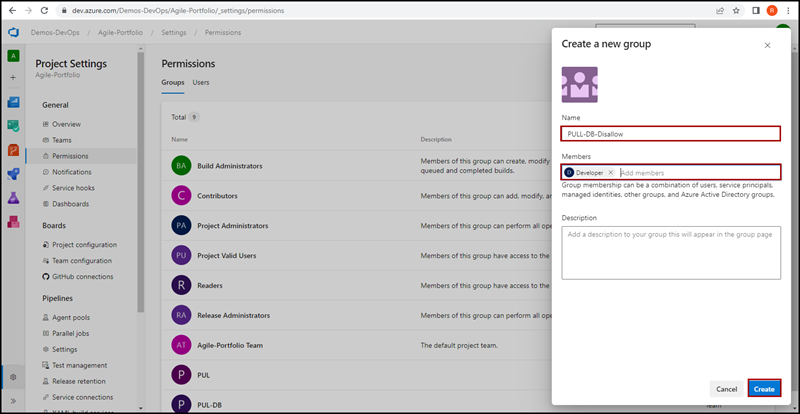 dev.azure.com/Demos-DevOps/Agile-Portfolio/_settings/permissions
R
Demos-DevOps / Agile-Portfolio / Settings / Permissions
A
Project Settings
Agile-Portfolio
General
Overview
Teams
Permissions
Notifications
Service hooks
Dashboards
Boards
Project configuration
Team configuration
GitHub connections
Pipelines
Agent pools
Parallel jobs
Settings
Test management
Release retention
Service connections
Permissions
Groups Users
Total 9
Name Description
BA Build Administrators Members of this group can create, modify
queued and completed builds.
C Contributors Members of this group can add, modify, an
PA Project Administrators Members of this group can perform all ope
PU Project Valid Users Members of this group have access to the
R Readers Members of this group have access to the
RA Release Administrators Members of this group can perform all ope
AT Agile-Portfolio Team The default project team.
P PUL
P PUL-DB
Team
Create a new group
Name
PULL-DB-Disallow
Members
D Developer Add members
Group membership can be a combination of users, service principals,
managed identities, other groups, and Azure Active Directory groups.
Description
Add a description to your group this will appear in the group page
Cancel Create